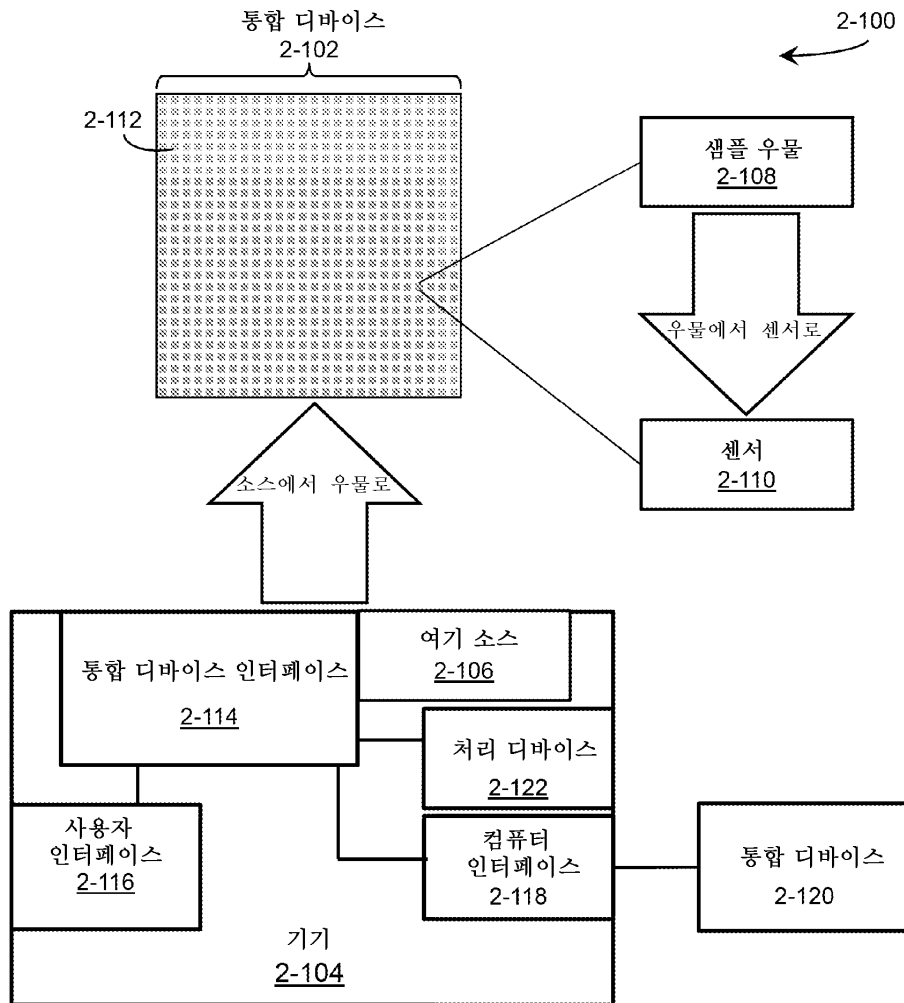 통합 디바이스
2-102
2-100
2-112
샘플 우물
2-108
우물에서 센서로
센서
2-110
소스에서 우물로
통합 디바이스 인터페이스
2-114
여기 소스
2-106
처리 디바이스
2-122
사용자
인터페이스
2-116
컴퓨터
인터페이스
2-118
통합 디바이스
2-120
기기
2-104